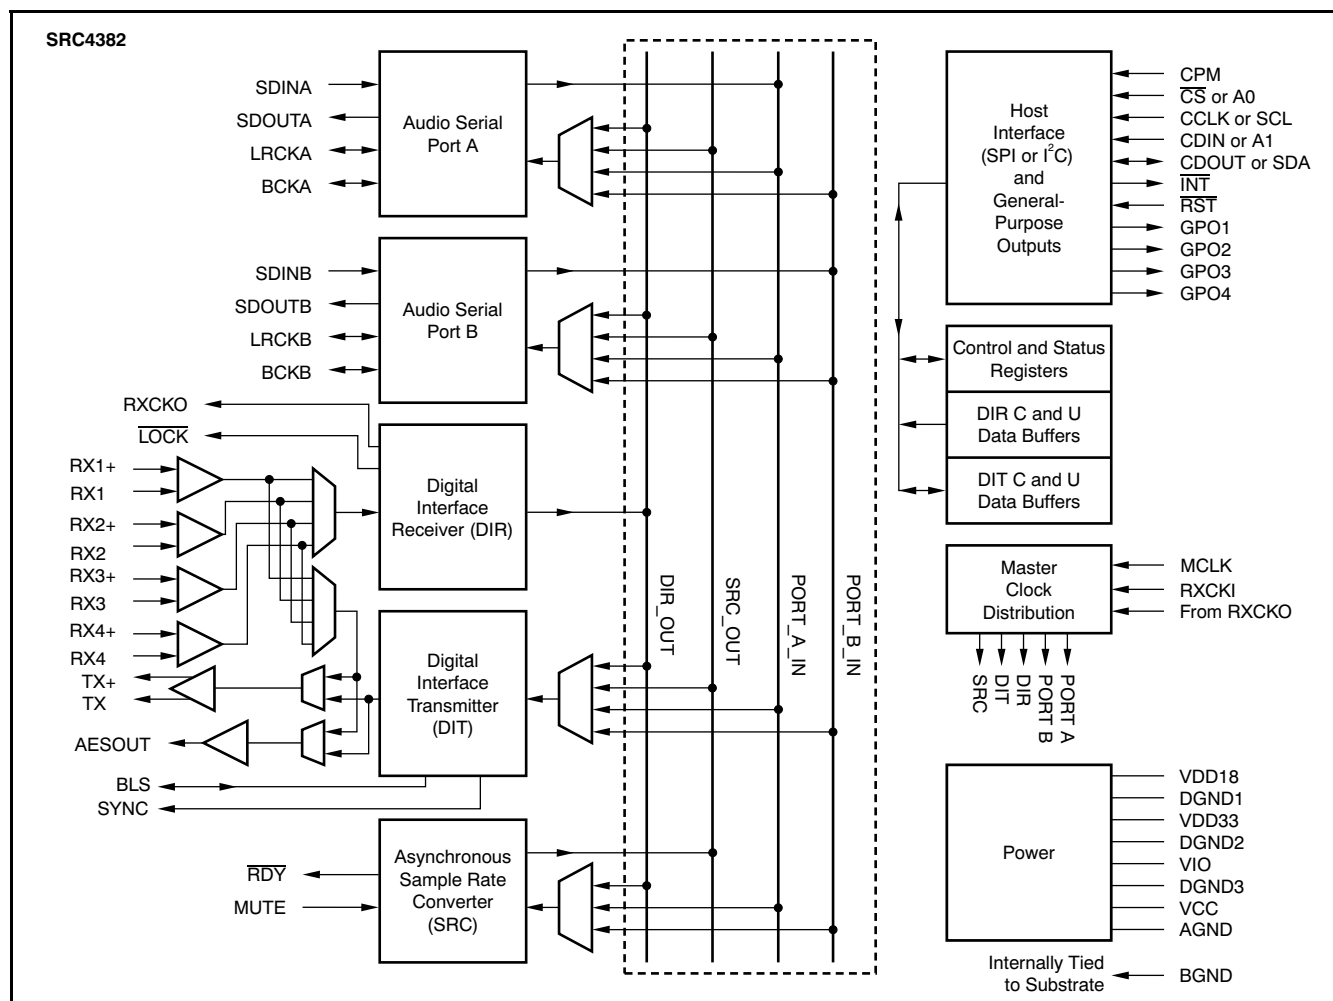 SRC4382
SDINA
SDOUTA
LRCKA
BCKA
Audio Serial
Port A
SDINB
SDOUTB
LRCKB
BCKB
Audio Serial
Port B
RXCKO
LOCK
RX1+
RX1
RX2+
RX2
RX3+
RX3
RX4+
RX4
TX+
TX
AESOUT
BLS
SYNC
Digital
Interface
Receiver (DIR)
Digital
Interface
Transmitter
(DIT)
RDY
MUTE
Asynchronous
Sample Rate
Converter
(SRC)
DIR_OUT
SRC_OUT
PORT_A_IN
PORT_B_IN
Host
Interface
(SPI or I²C)
and
General-
Purpose
Outputs
CPM
CS or A0
CCLK or SCL
CDIN or A1
CDOUT or SDA
INT
RST
GPO1
GPO2
GPO3
GPO4
Control and Status
Registers
DIR C and U
Data Buffers
DIT C and U
Data Buffers
Master
Clock
Distribution
MCLK
RXCKI
From RXCKO
SRC
DIT
DIR
PORT B
PORT A
Power
VDD18
DGND1
VDD33
DGND2
VIO
DGND3
VCC
AGND
Internally Tied
to Substrate
BGND